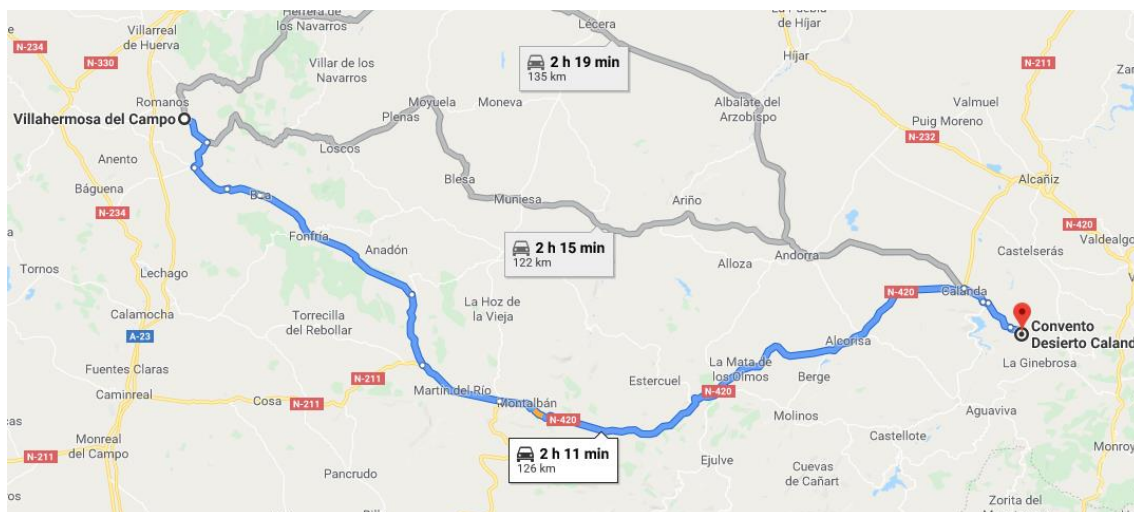 Herrera de
los Navarros
Lécera
La Puebla
de Híjar
Villarreal
de Huerva
N-234
N-330
Villar de los
Navarros
2 h 19 min
135 km
Híjar
N-211
Romanos
Moyuela
Moneva
Plenas
Albalate del
Arzobispo
Valmuel
Puig Moreno
Villahermosa del Campo
N-232
Loscos
Anento
Blesa
Báguena
Bea
Muniesa
Ariño
Alcañiz
N-234
N-420
Fonfría
Anadón
2 h 15 min
122 km
Castelserás
Valdealgo
Tornos
Lechago
Alloza
Andorra
La Hoz de
la Vieja
N-420
Calanda
Calamocha
Torrecilla
del Rebollar
Convento
Desierto Caland
A-23
Alcorisa
La Ginebrosa
Fuentes Claras
La Mata de
los Olmos
Berge
N-211
Martín del Río
Estercuel
Caminreal
Cosa
N-211
Montalbán
N-420
N-420
Molinos
Aguaviva
cas
Monreal
del Campo
2 h 11 min
126 km
Castellote
N-211
Monroy
Pancrudo
Ejulve
Cuevas
de Cañart
os
Zorita del